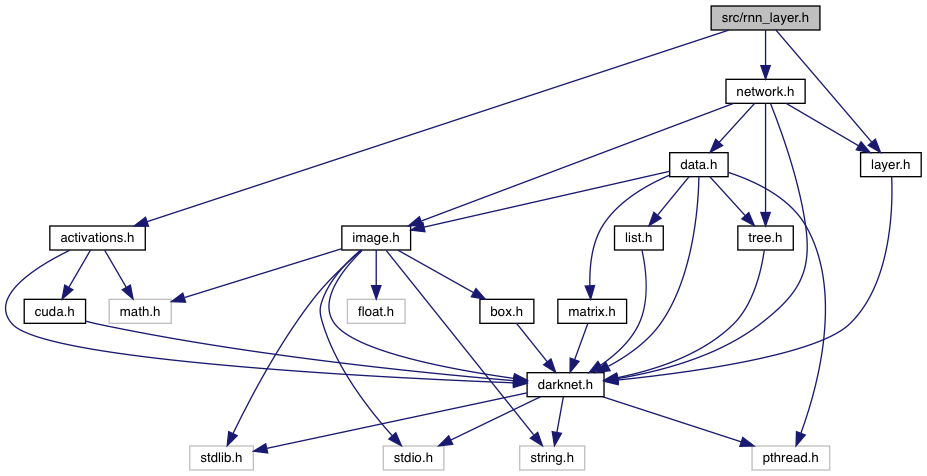 src/rnn_layer.h
network.h
data.h
layer.h
activations.h
image.h
list.h
tree.h
cuda.h
math.h
float.h
box.h
matrix.h
darknet.h
stdlib.h
stdio.h
string.h
pthread.h